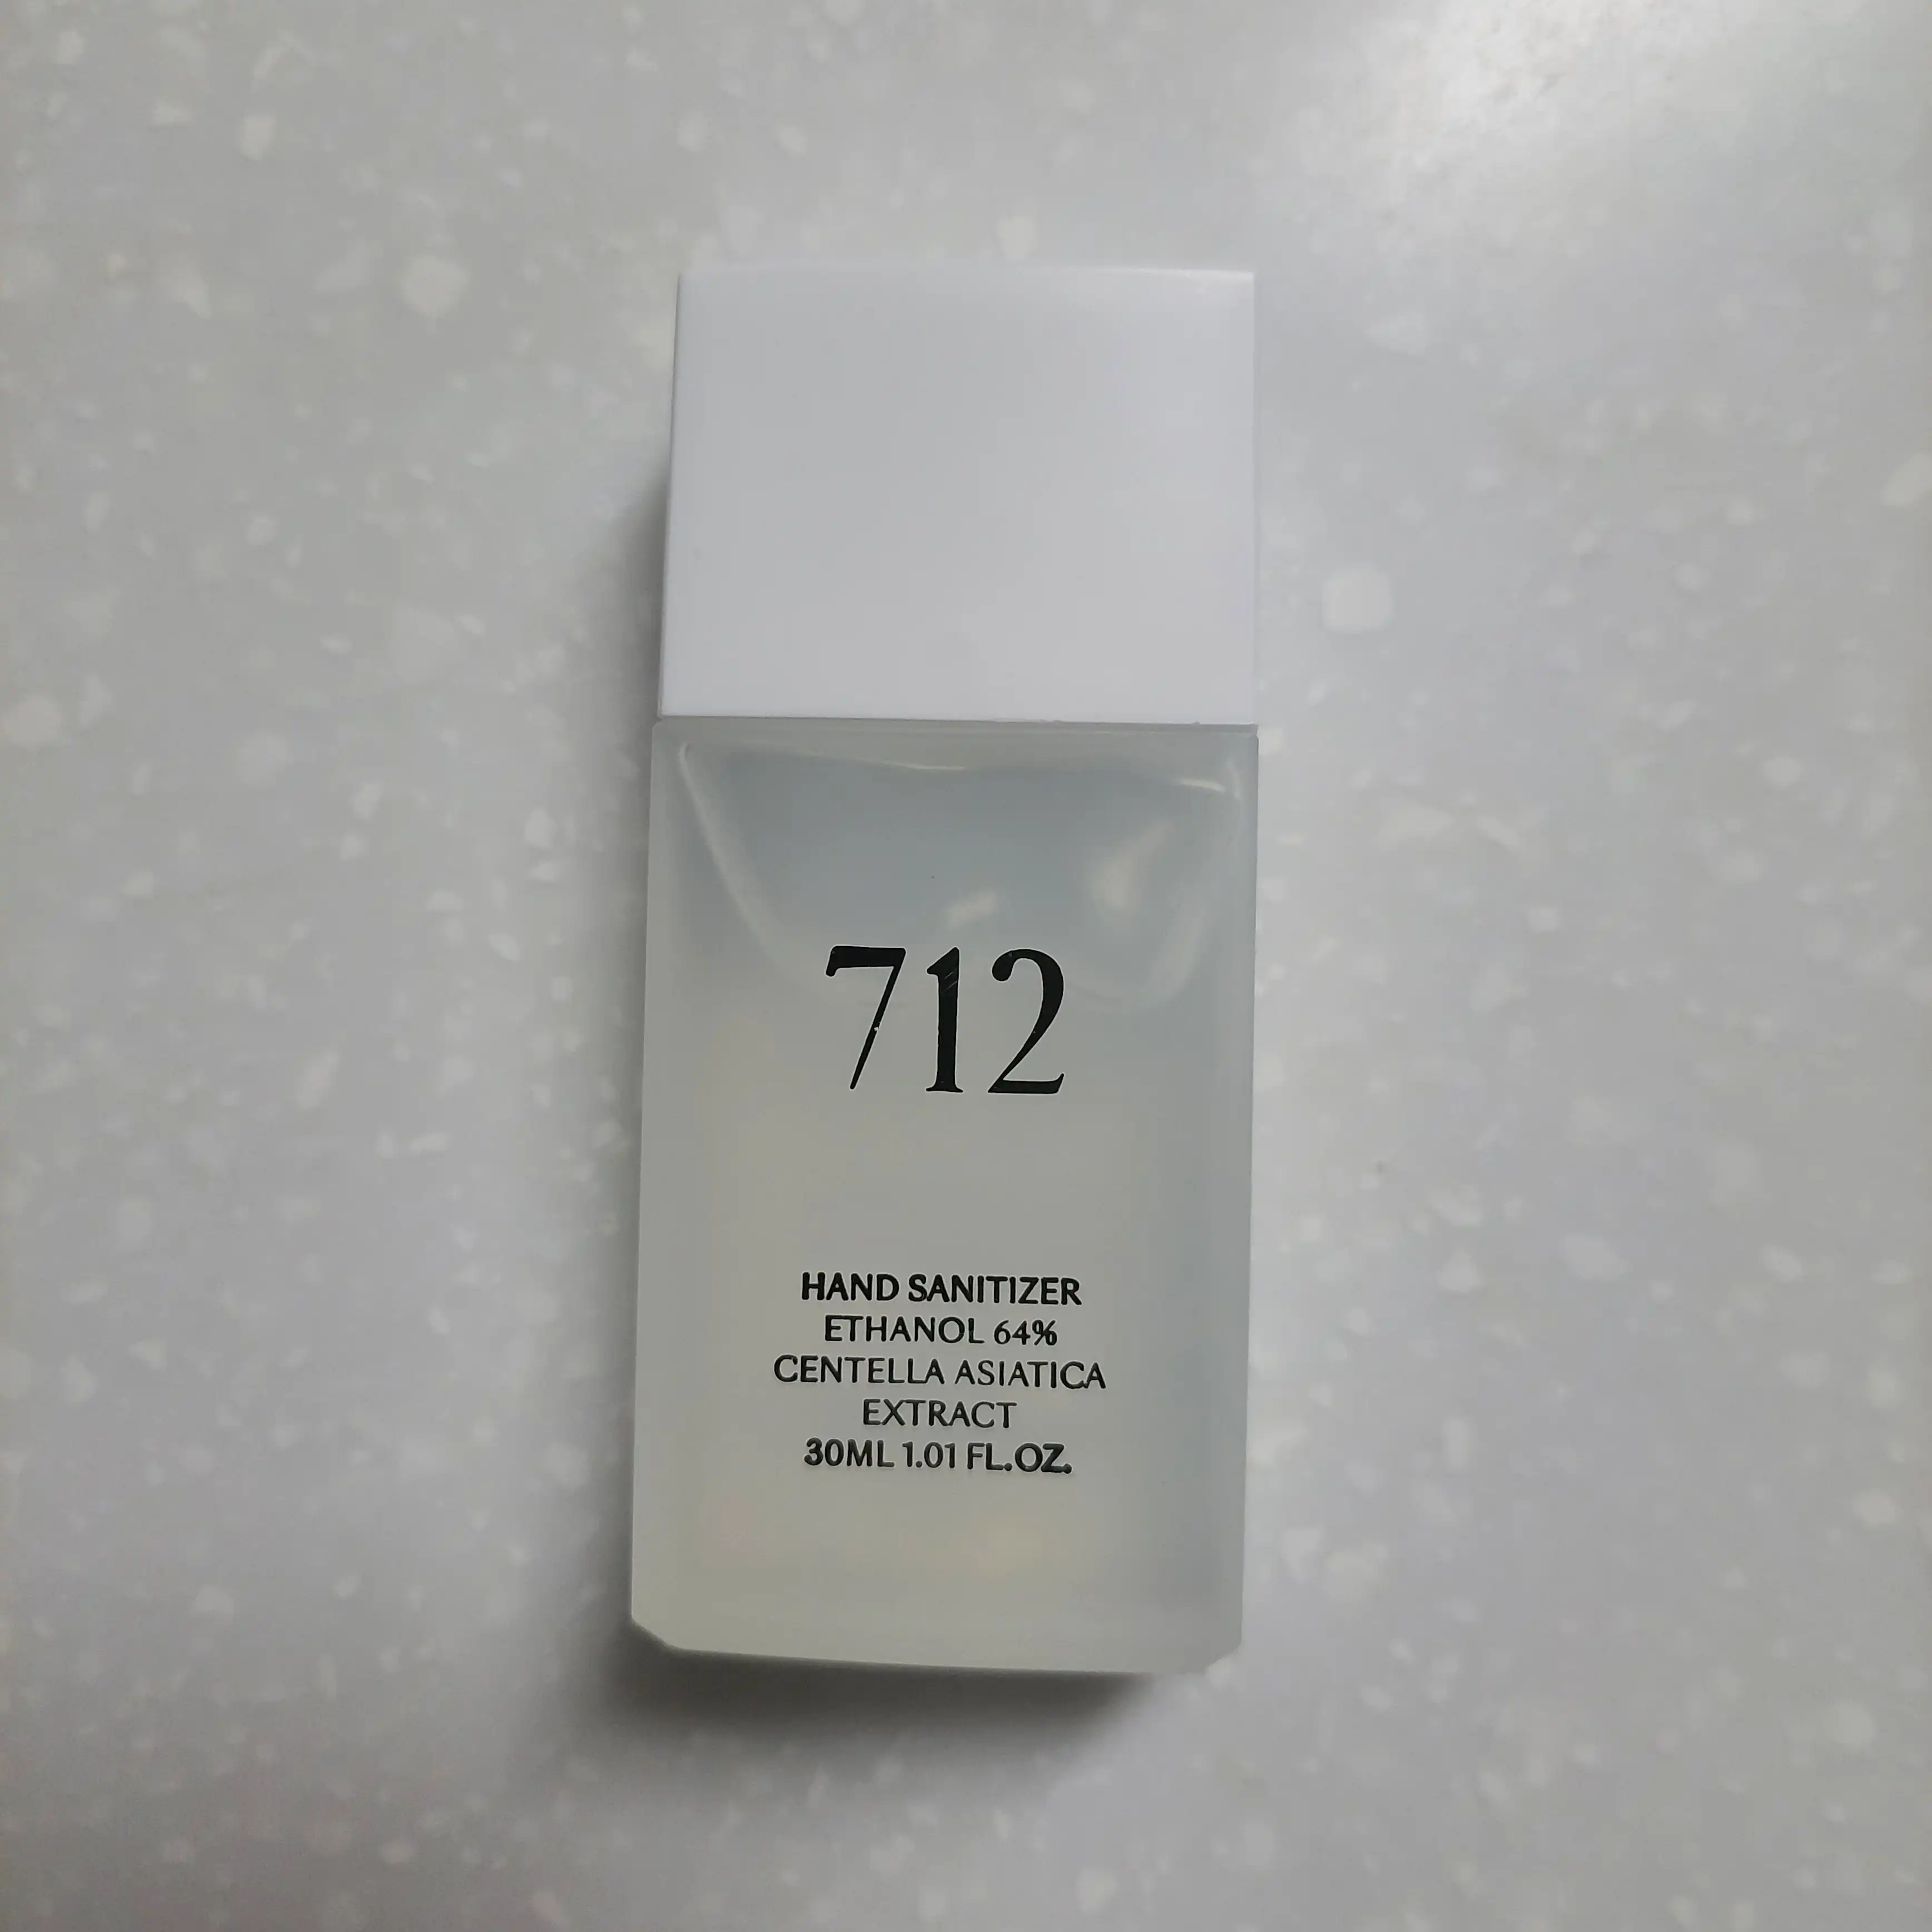 712
HAND SANITIZER
ETHANOL 64%
CENTELLA ASIATICA
EXTRACT
30ML 1.01 FL.OZ.